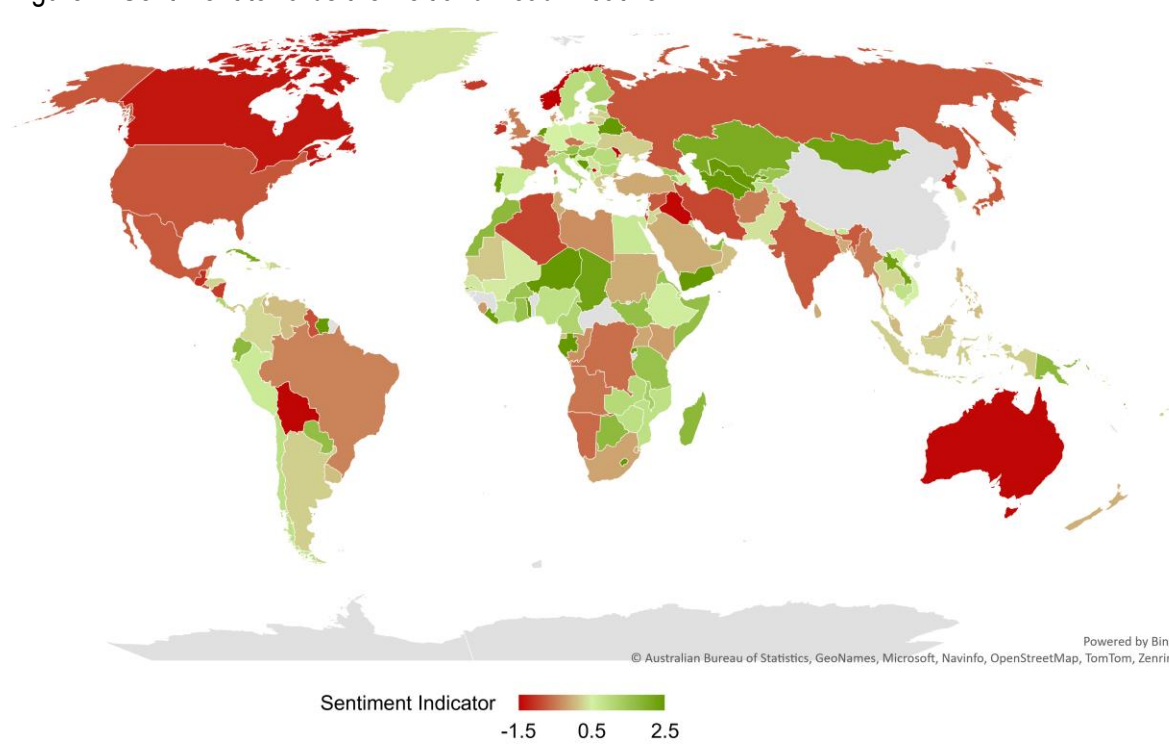 Powered by Bin
© Australian Bureau of Statistics, GeoNames, Microsoft, Navinfo, OpenStreetMap, TomTom, Zenrin
Sentiment Indicator
-1.5 0.5 2.5